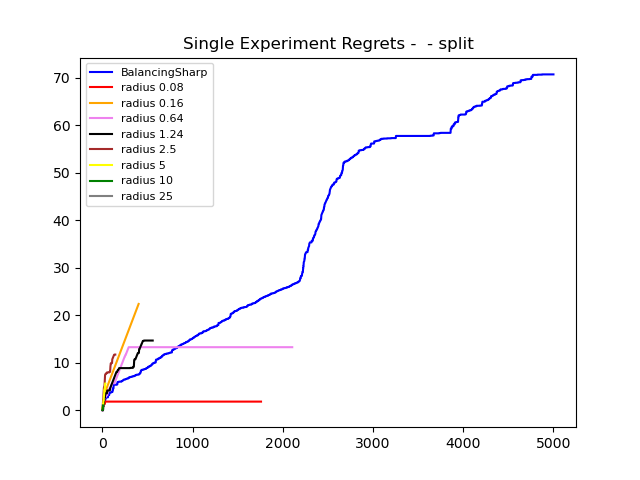 Single Experiment Regrets -  - split
BalancingSharp
radius 0.08
radius 0.16
radius 0.64
radius 1.24
radius 2.5
radius 5
radius 10
radius 25
70
60
50
40
30
20
10
0
0 1000 2000 3000 4000 5000